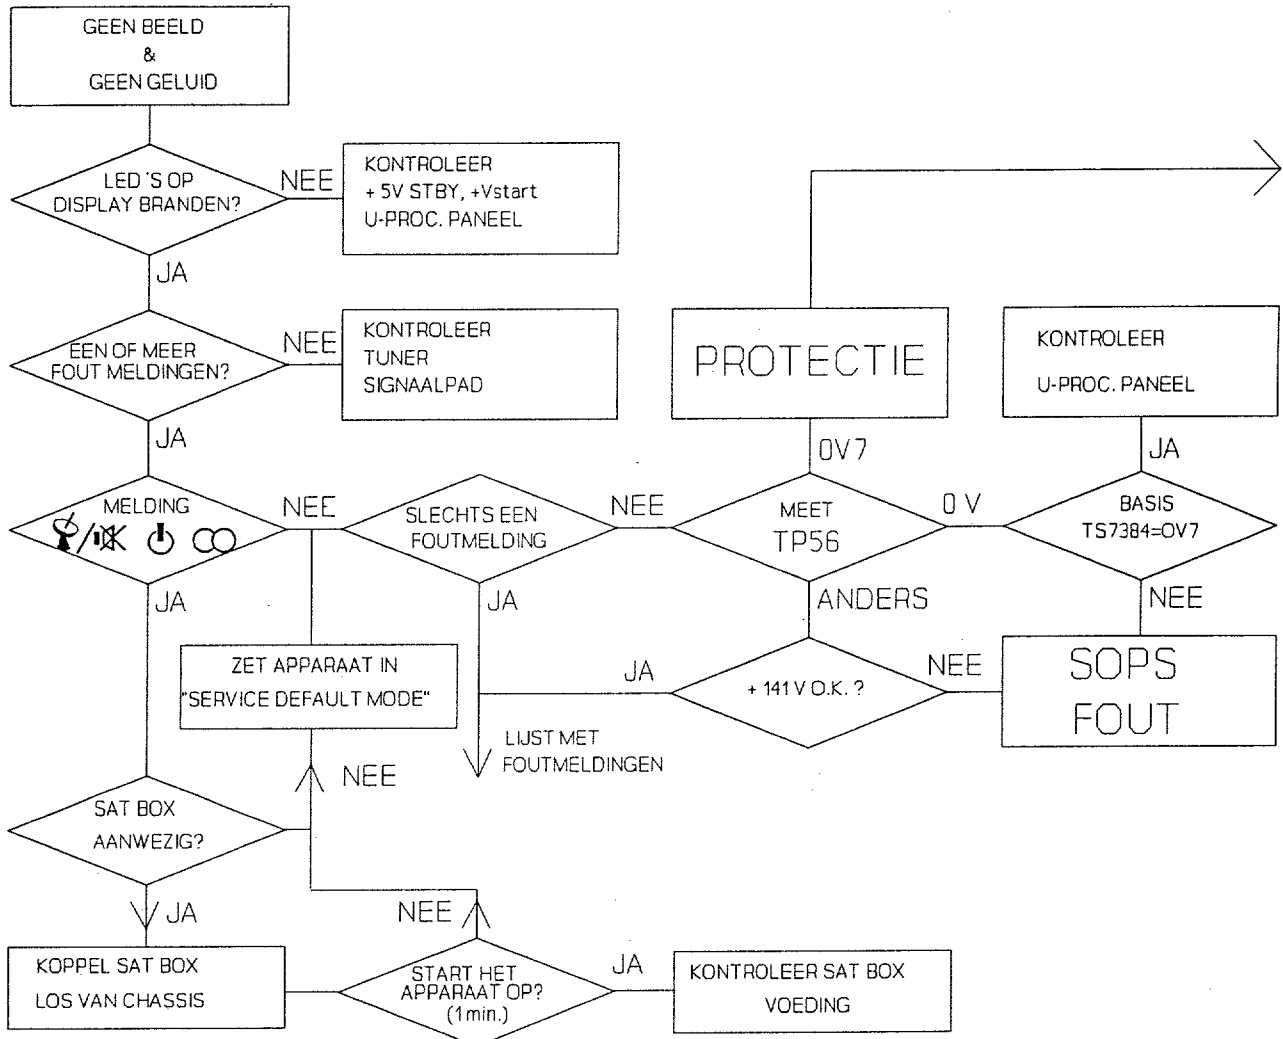 GEEN BEELD
&
GEEN GELUID
LED'S OP
DISPLAY BRANDEN?
NEE
KONTROLEER
+ 5V STBY, +Vstart
U-PROC. PANEEL
JA
EEN OF MEER
FOUT MELDINGEN?
NEE
KONTROLEER
TUNER
SIGNAALPAD
JA
MELDING
NEE
SLECHTS EEN
FOUTMELDING
NEE
MEET
TP56
0V7
PROTECTIE
0 V
BASIS
TS7384=0V7
JA
KONTROLEER
U-PROC. PANEEL
NEE
SOPS
FOUT
ANDERS
+ 141 V O.K. ?
NEE
JA
JA
LIJST MET
FOUTMELDINGEN
JA
ZET APPARAAT IN
"SERVICE DEFAULT MODE"
NEE
SAT BOX
AANWEZIG?
JA
KOPPEL SAT BOX
LOS VAN CHASSIS
NEE
START HET
APPARAAT OP?
(1 min.)
JA
KONTROLEER SAT BOX
VOEDING